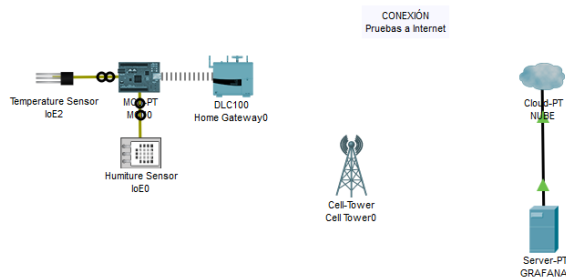 CONEXIÓN
Pruebas a Internet
Temperature Sensor
IoE2
DLC100
Home Gateway0
Cloud-PT
NUBE
Humiture Sensor
IoE0
Cell-Tower
Cell Tower0
Server-PT
GRAFANA